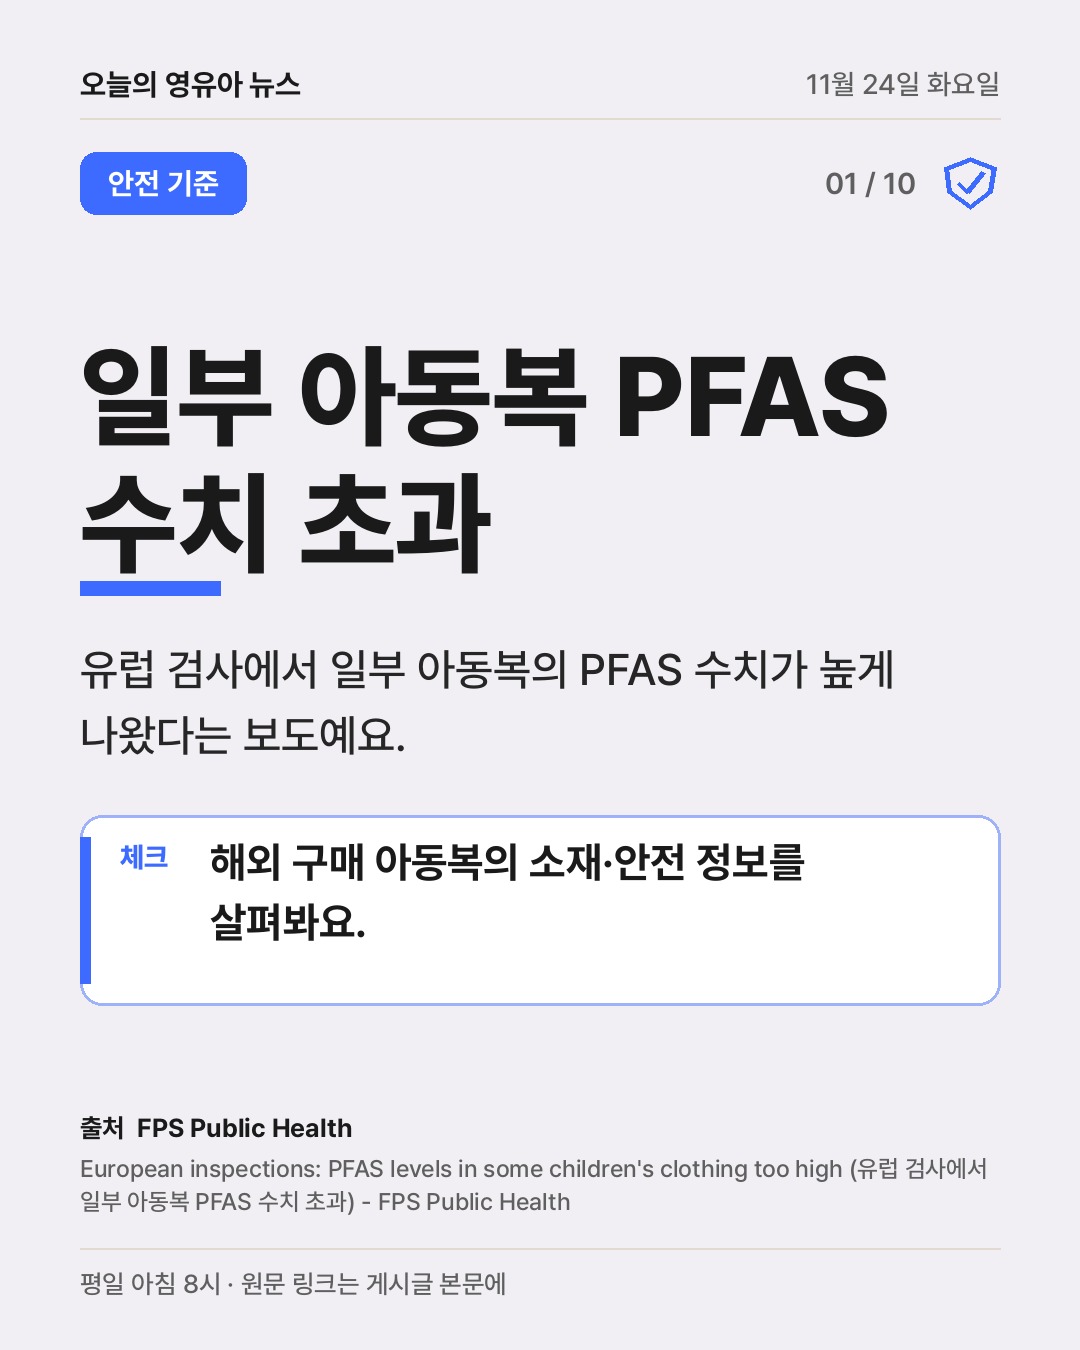 오늘의 영유아 뉴스
11월 24일 화요일
안전 기준
01 / 10
일부 아동복 PFAS
수치 초과
유럽 검사에서 일부 아동복의 PFAS 수치가 높게
나왔다는 보도예요.
체크
해외 구매 아동복의 소재·안전 정보를
살펴봐요.
출처 FPS Public Health
European inspections: PFAS levels in some children's clothing too high (유럽 검사에서
일부 아동복 PFAS 수치 초과) - FPS Public Health
평일 아침 8시 · 원문 링크는 게시글 본문에